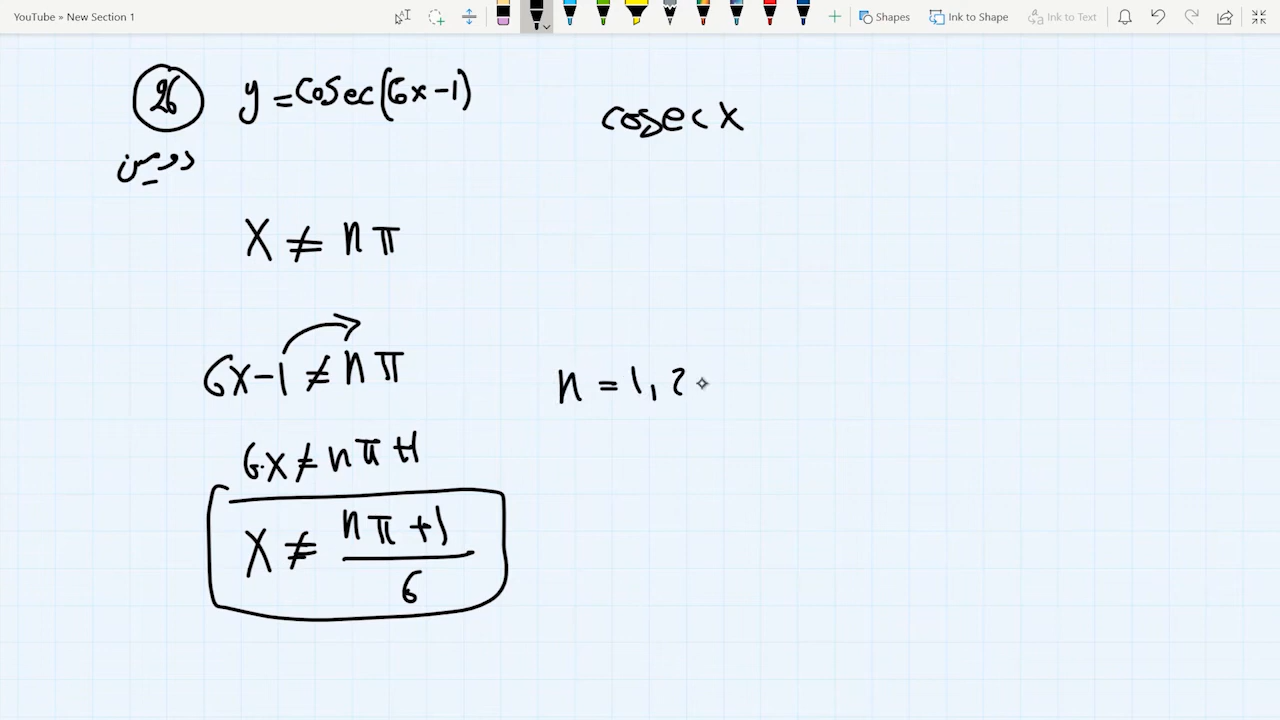 Youtube » New Section 1
Shapes
Ink to Shape
Ink to Text
26 y = cosec(6x-1)
cosec x
دومین
X ≠ nπ
6x-1 ≠ nπ
n = 1, 2
6x ≠ nπ+1
X ≠ (nπ+1)/6